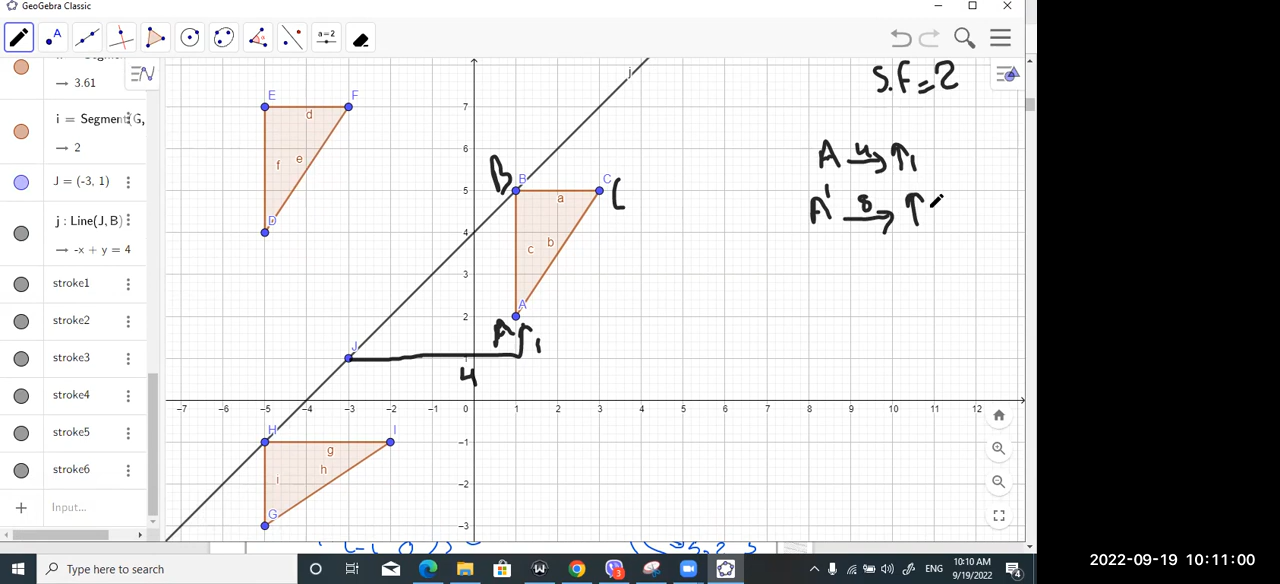 GeoGebra Classic
a=2
→ 3.61
i = Segment(G,
→ 2
J = (-3, 1)
j : Line(J, B)
→ -x + y = 4
stroke1
stroke2
stroke3
stroke4
stroke5
stroke6
Input...
j
S.F = 2
E F
d
7
A 4 → ↑1
6
f e
B B C C
5
a
A' 8 → ↑
D
4
c b
3
A
2
A ↑1
J
4
-7 -6 -5 -4 -3 -2 -1 0 1 2 3 4 5 6 7 8 9 10 11 12
H I
-1
g
h
i
-2
G
-3
Type here to search
3
ENG
10:10 AM
9/19/2022
4
2022-09-19 10:11:00